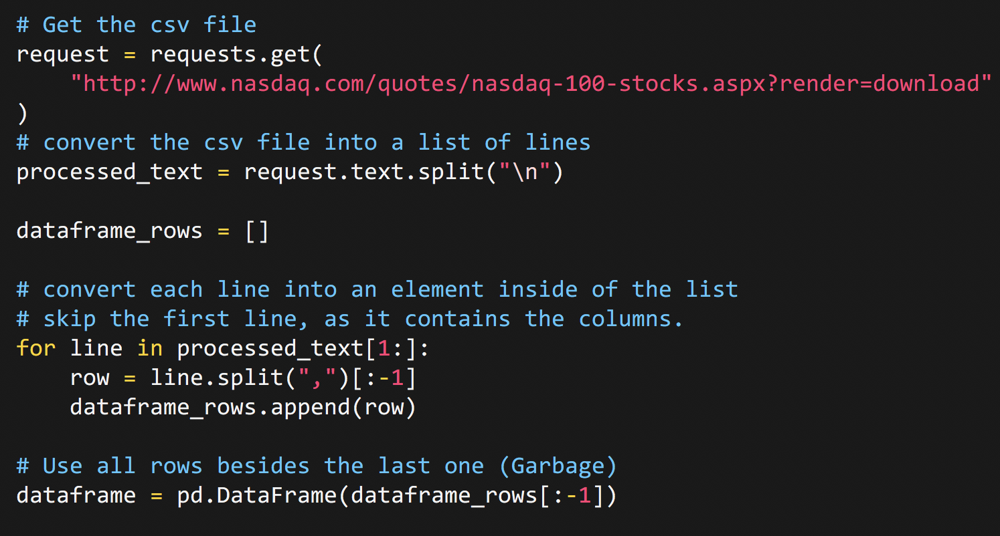 # Get the csv file
request = requests.get(
    "http://www.nasdaq.com/quotes/nasdaq-100-stocks.aspx?render=download"
)
# convert the csv file into a list of lines
processed_text = request.text.split("\n")

dataframe_rows = []

# convert each line into an element inside of the list
# skip the first line, as it contains the columns.
for line in processed_text[1:]:
    row = line.split(",")[:-1]
    dataframe_rows.append(row)

# Use all rows besides the last one (Garbage)
dataframe = pd.DataFrame(dataframe_rows[:-1])